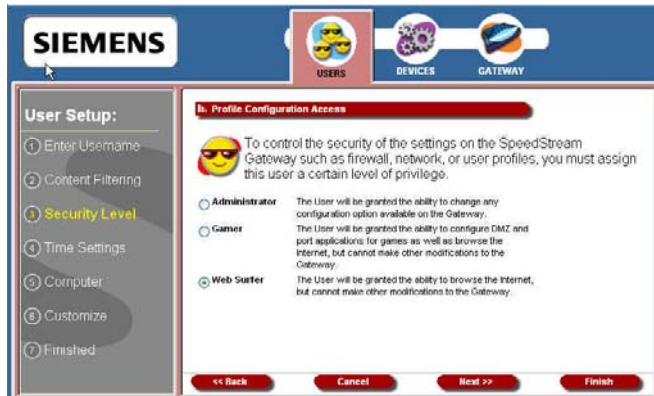 SIEMENS
USERS
DEVICES
GATEWAY
User Setup:
1 Enter Username
2 Content Filtering
3 Security Level
4 Time Settings
5 Computer
6 Customize
7 Finished
Profile Configuration Access
To control the security of the settings on the SpeedStream
Gateway such as firewall, network, or user profiles, you must assign
this user a certain level of privilege.
Administrator
The User will be granted the ability to change any
configuration option available on the Gateway.
Gamer
The User will be granted the ability to configure DMZ and
port applications for games as well as browse the
Internet, but cannot make other modifications to the
Gateway.
Web Surfer
The User will be granted the ability to browse the Internet,
but cannot make other modifications to the Gateway.
<< Back
Cancel
Next >>
Finish